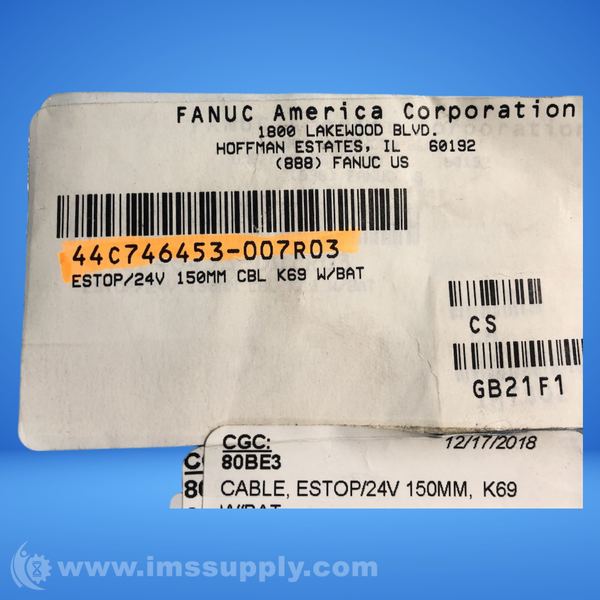 FANUC America Corporation
1800 LAKEWOOD BLVD.
HOFFMAN ESTATES, IL 60192
(888) FANUC US
44C746453-007R03
ESTOP/24V 150MM CBL K69 W/BAT
CS
GB21F1
CGC: 12/17/2018
80BE3
CABLE, ESTOP/24V 150MM, K69
W/BAT
www.imssupply.com